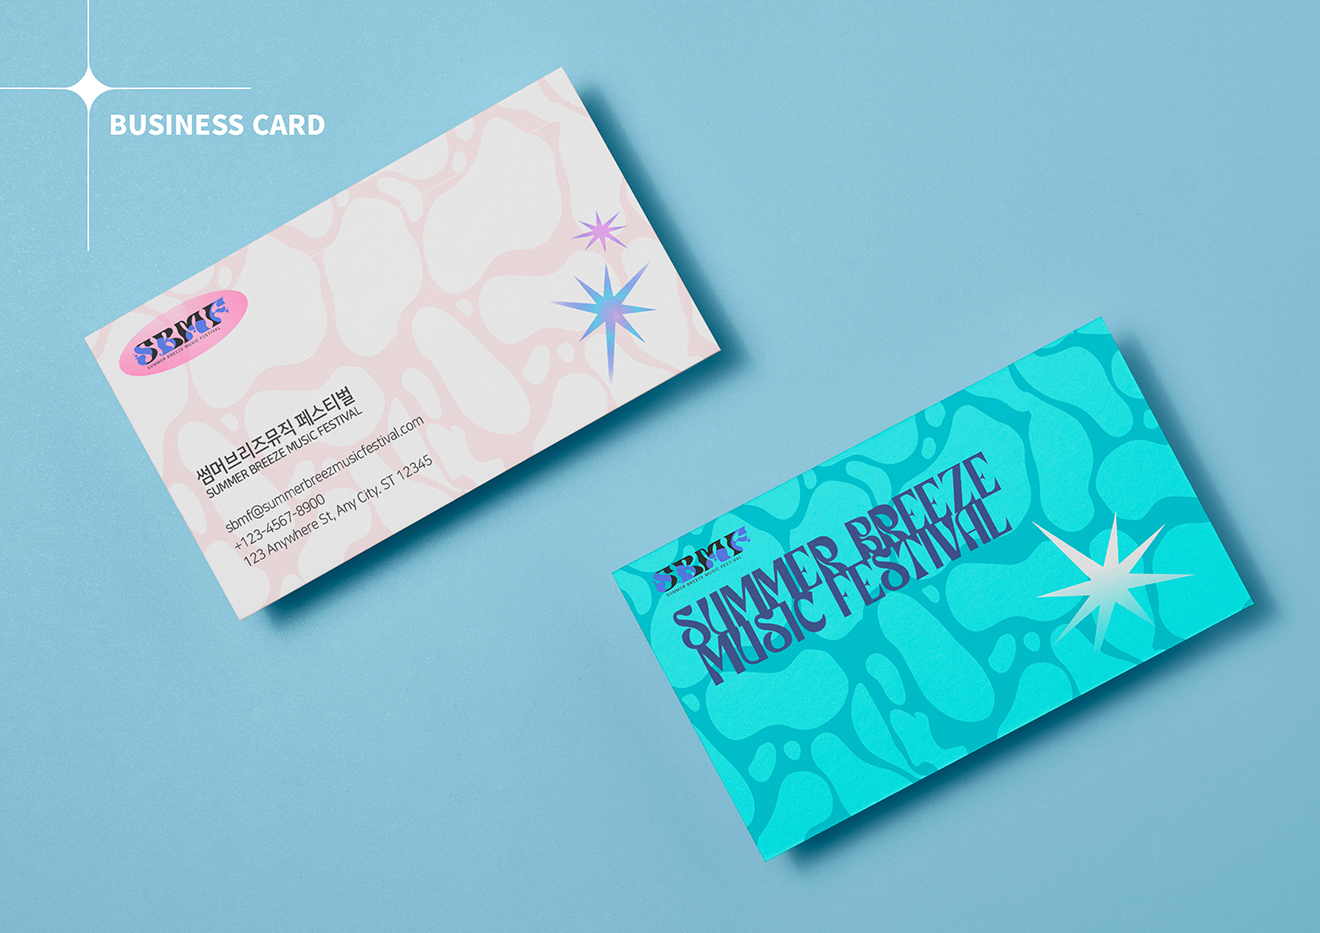 BUSINESS CARD
SBMF
SUMMER BREEZE MUSIC FESTIVAL
썸머브리즈뮤직 페스티벌
SUMMER BREEZE MUSIC FESTIVAL
sbmf@summerbreezmusicfestival.com
+123-4567-8900
123 Anywhere St, Any City, ST 12345
SBMF
SUMMER BREEZE MUSIC FESTIVAL
SUMMER BREEZE
MUSIC FESTIVAL